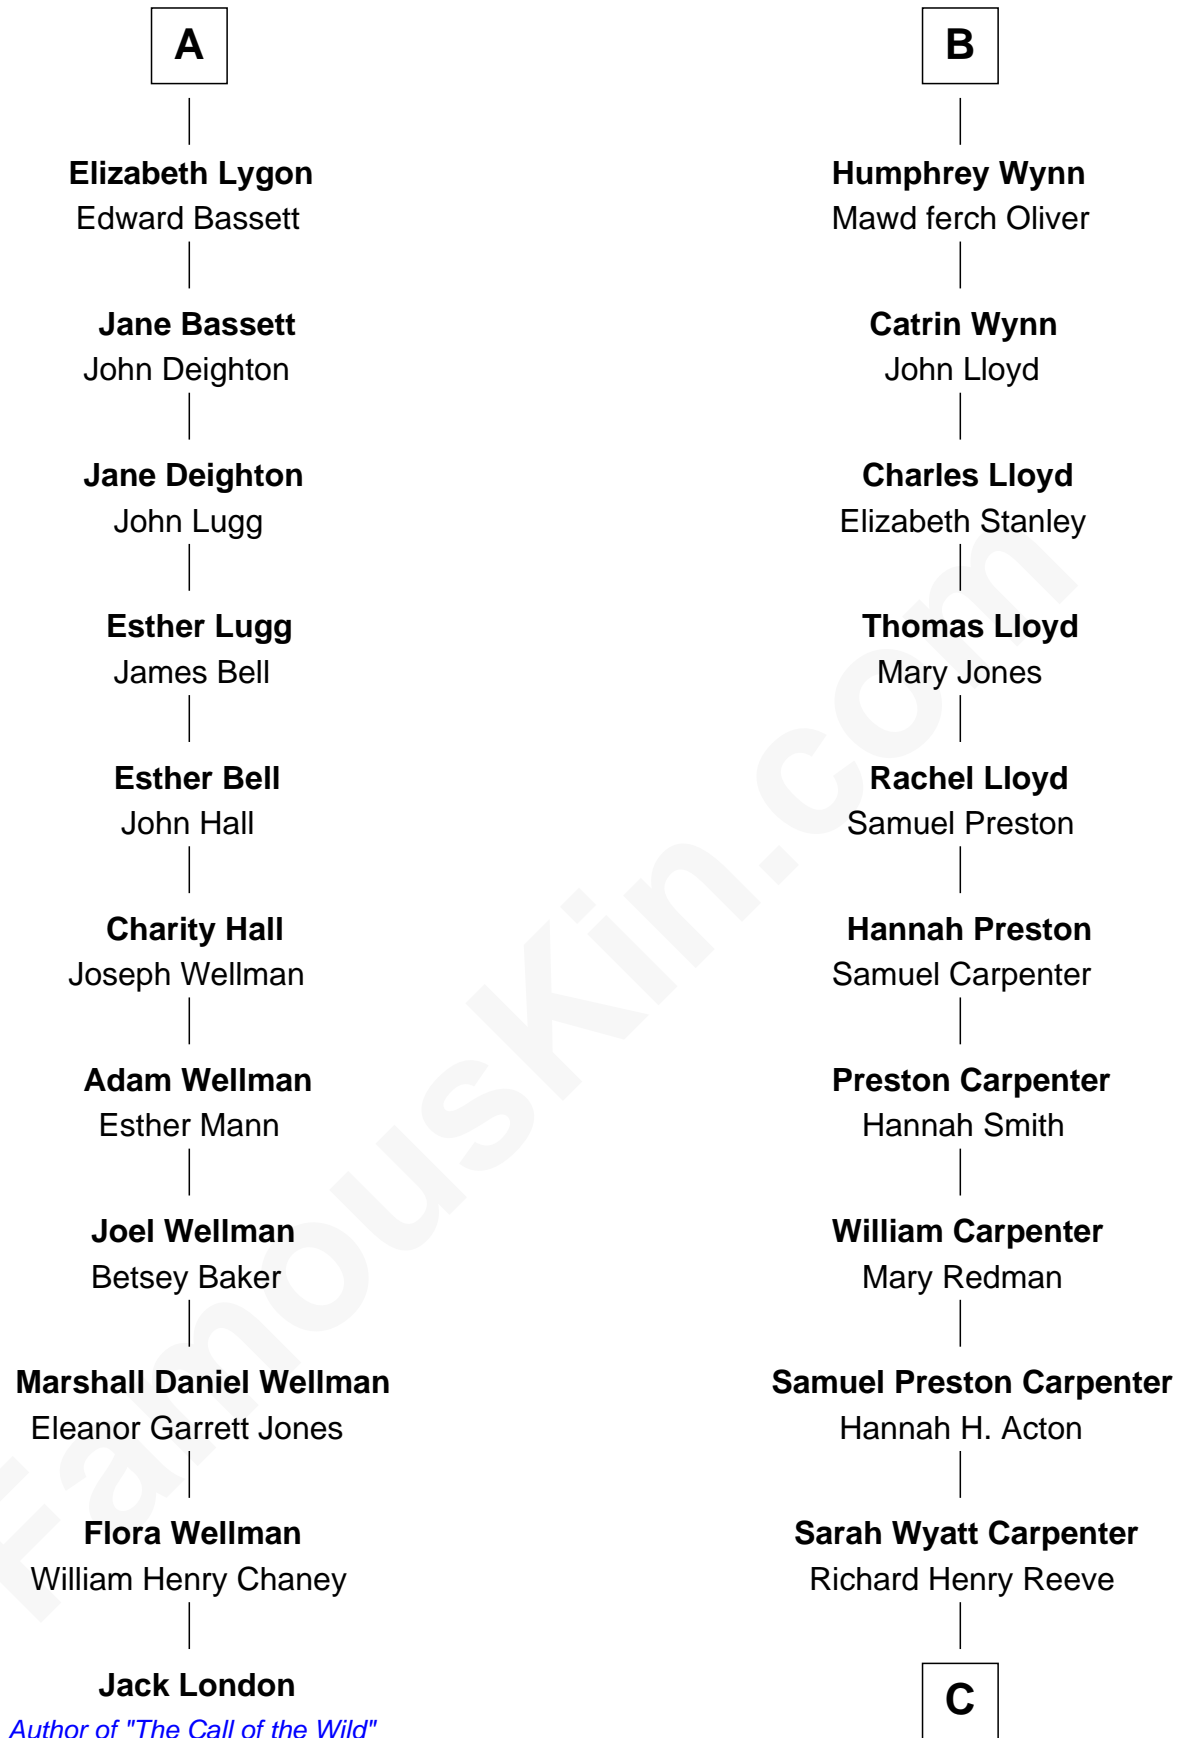 A
Elizabeth Lygon
Edward Bassett
Jane Bassett
John Deighton
Jane Deighton
John Lugg
Esther Lugg
James Bell
Esther Bell
John Hall
Charity Hall
Joseph Wellman
Adam Wellman
Esther Mann
Joel Wellman
Betsey Baker
Marshall Daniel Wellman
Eleanor Garrett Jones
Flora Wellman
William Henry Chaney
Jack London
Author of "The Call of the Wild"
B
Humphrey Wynn
Mawd ferch Oliver
Catrin Wynn
John Lloyd
Charles Lloyd
Elizabeth Stanley
Thomas Lloyd
Mary Jones
Rachel Lloyd
Samuel Preston
Hannah Preston
Samuel Carpenter
Preston Carpenter
Hannah Smith
William Carpenter
Mary Redman
Samuel Preston Carpenter
Hannah H. Acton
Sarah Wyatt Carpenter
Richard Henry Reeve
C
FamousKin.com